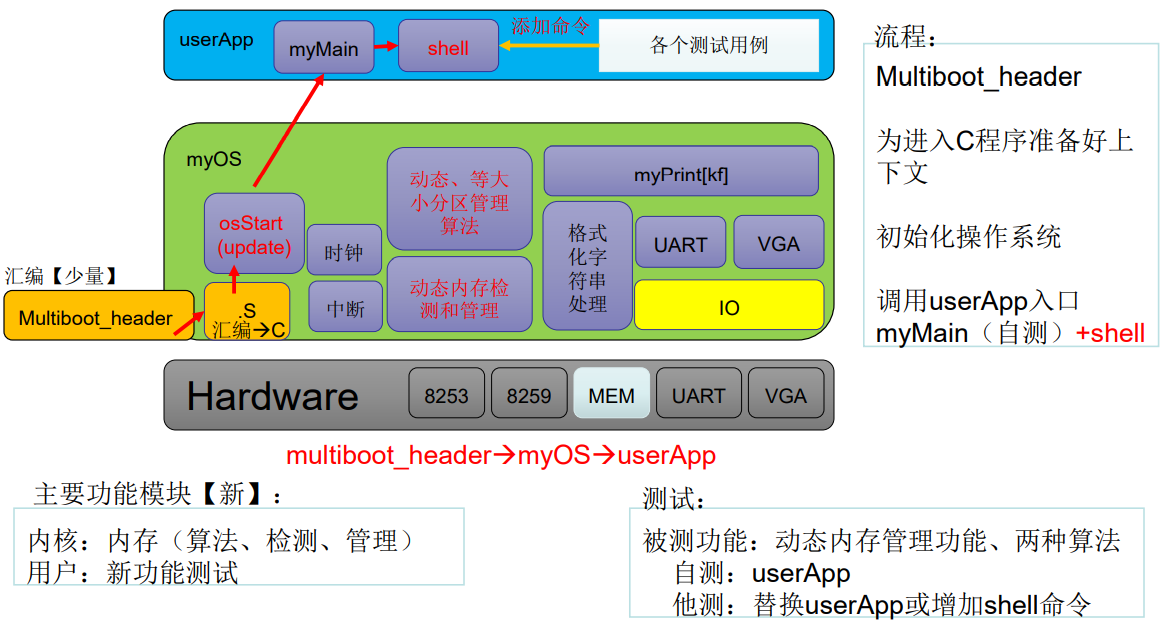 userApp
myMain
shell
添加命令
各个测试用例
流程：
Multiboot_header
为进入C程序准备好上
下文
初始化操作系统
调用userApp入口
myMain（自测）+shell
myOS
osStart
(update)
时钟
中断
动态、等大
小分区管理
算法
动态内存检
测和管理
myPrint[kf]
格式
化字
符串
处理
UART
VGA
IO
汇编【少量】
Multiboot_header
.S
汇编→C
Hardware
8253
8259
MEM
UART
VGA
multiboot_header→myOS→userApp
主要功能模块【新】：
内核：内存（算法、检测、管理）
用户：新功能测试
测试：
被测功能：动态内存管理功能、两种算法
自测：userApp
他测：替换userApp或增加shell命令